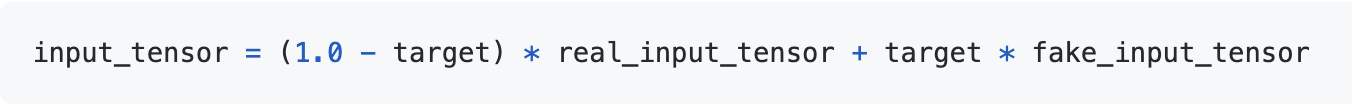 input_tensor = (1.0 - target) * real_input_tensor + target * fake_input_tensor